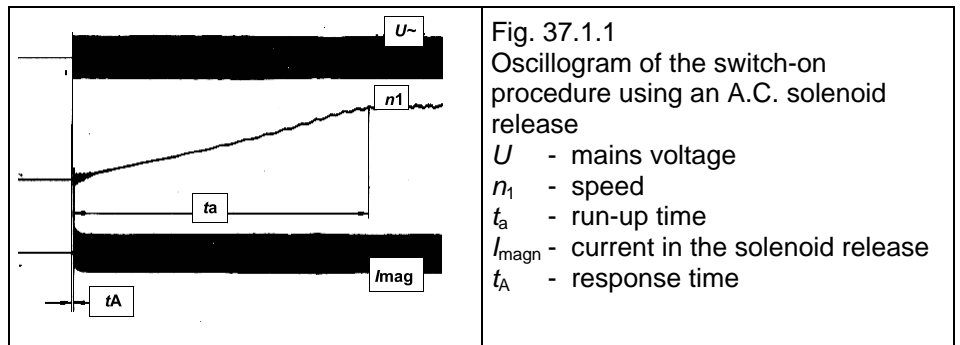 U~
n1
ta
Imag
tA
Fig. 37.1.1
Oscillogram of the switch-on
procedure using an A.C. solenoid
release
U - mains voltage
n1 - speed
ta - run-up time
Imagn - current in the solenoid release
tA - response time